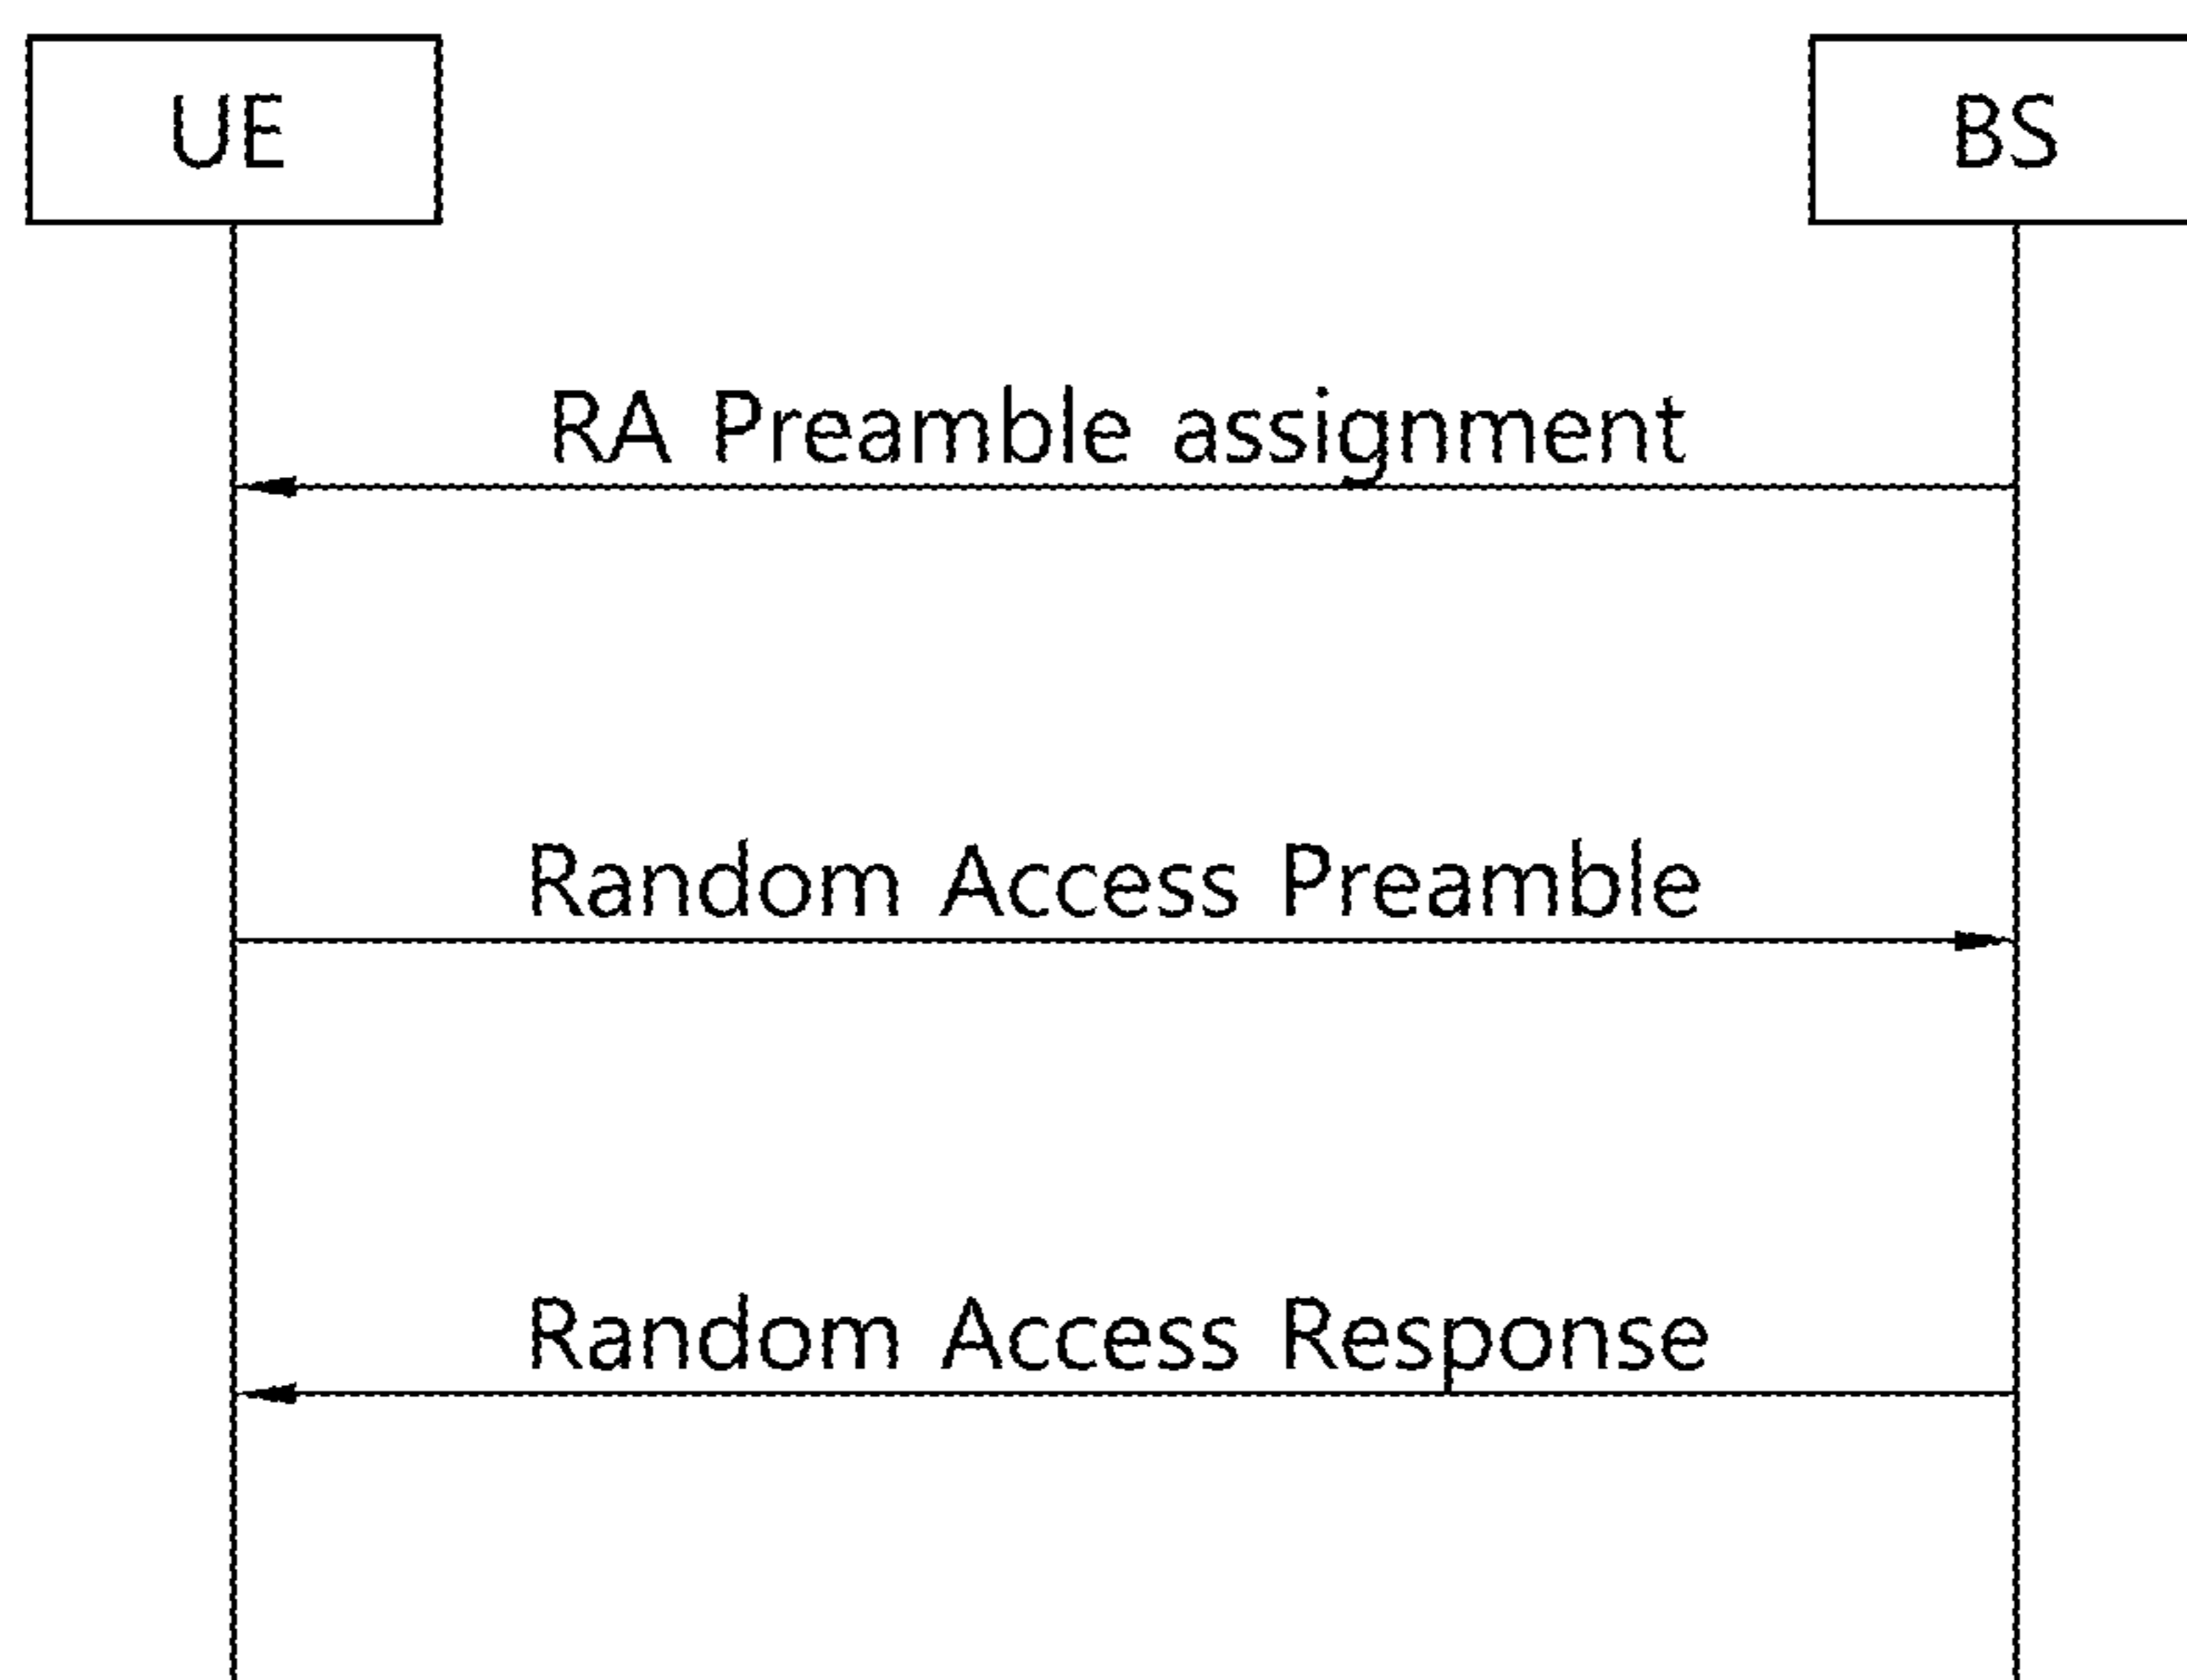 UE
BS
RA Preamble assignment
Random Access Preamble
Random Access Response